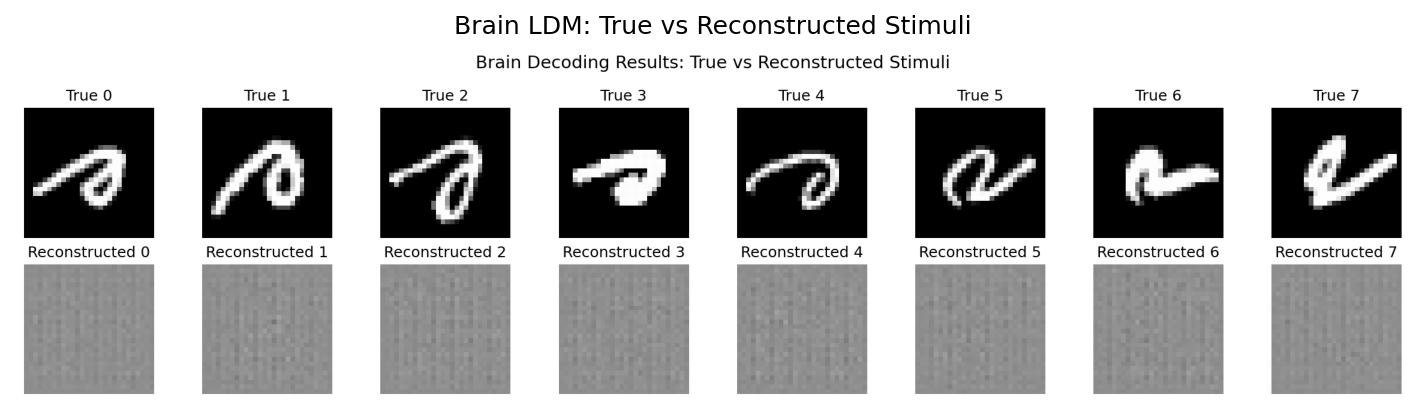 Brain LDM: True vs Reconstructed Stimuli
Brain Decoding Results: True vs Reconstructed Stimuli
True 0 True 1 True 2 True 3 True 4 True 5 True 6 True 7
Reconstructed 0 Reconstructed 1 Reconstructed 2 Reconstructed 3 Reconstructed 4 Reconstructed 5 Reconstructed 6 Reconstructed 7